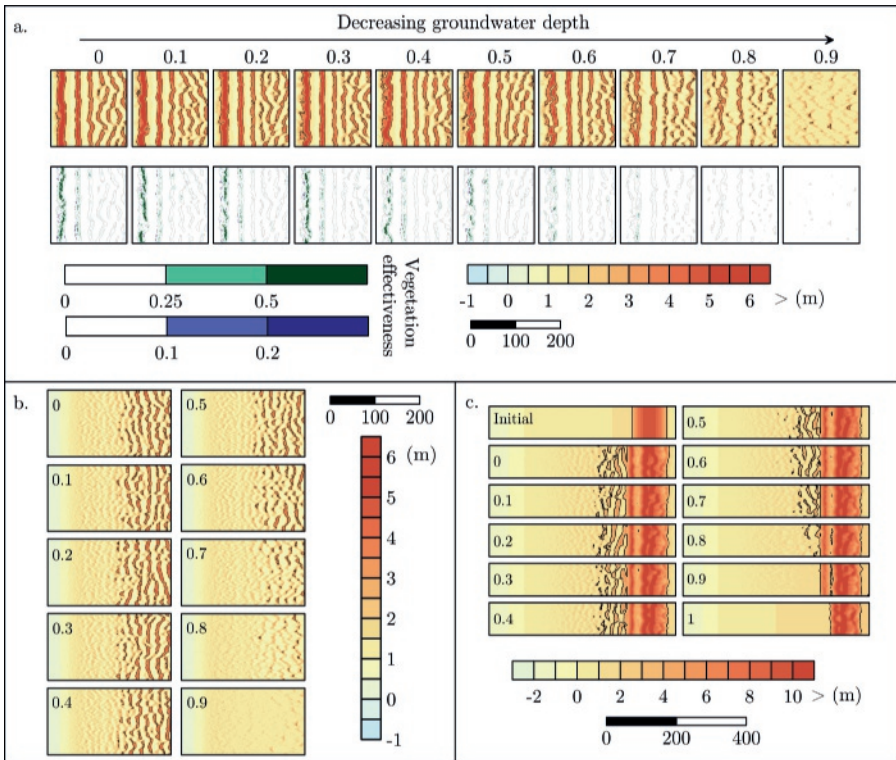 a.
Decreasing groundwater depth
0 0.1 0.2 0.3 0.4 0.5 0.6 0.7 0.8 0.9
0 0.25 0.5
0 0.1 0.2
Vegetation
effectiveness
-1 0 1 2 3 4 5 6 > (m)
0 100 200
b.
0
0.1
0.2
0.3
0.4
0.5
0.6
0.7
0.8
0.9
0 100 200
(m)
6
5
4
3
2
1
0
-1
c.
Initial
0
0.1
0.2
0.3
0.4
0.5
0.6
0.7
0.8
0.9
1
-2 0 2 4 6 8 10 > (m)
0 200 400